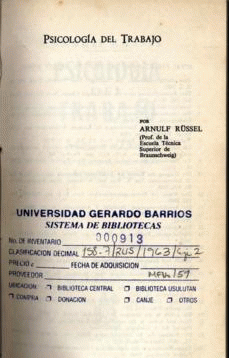 PSICOLOGÍA DEL TRABAJO
POR
ARNULF RÜSSEL
(Prof. de la
Escuela Técnica
Superior de
Braunschweig)
UNIVERSIDAD GERARDO BARRIOS
SISTEMA DE BIBLIOTECAS
No. DE INVENTARIO 000913
CLASIFICACION DECIMAL 158.7/RUS/1963/Cj.2
PRECIO ¢ FECHA DE ADQUISICION
PROVEEDOR
UBICACION: BIBLIOTECA CENTRAL BIBLIOTECA USULUTAN
COMPRA DONACION CANJE OTROS